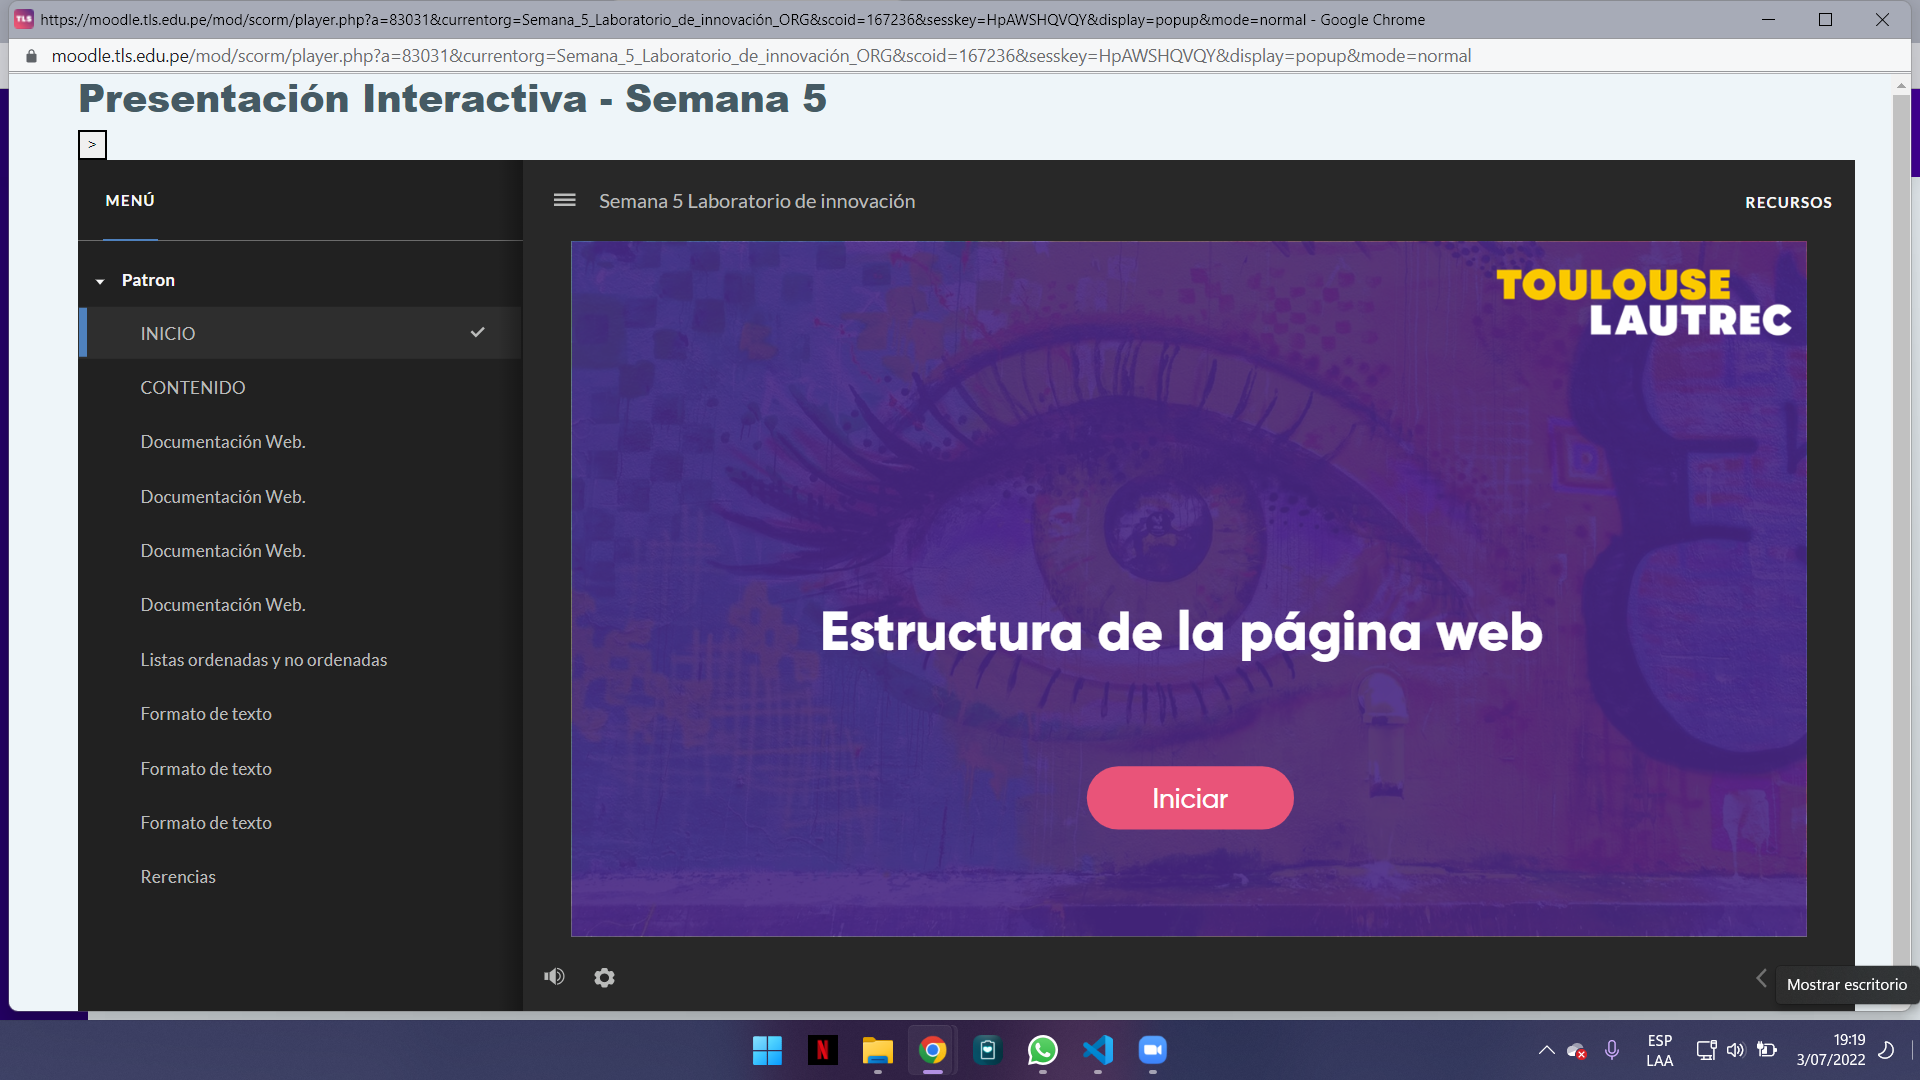 https://moodle.tls.edu.pe/mod/scorm/player.php?a=83031&currentorg=Semana_5_Laboratorio_de_innovación_ORG&scoid=167236&sesskey=HpAWSHQVQY&display=popup&mode=normal - Google Chrome
moodle.tls.edu.pe/mod/scorm/player.php?a=83031&currentorg=Semana_5_Laboratorio_de_innovación_ORG&scoid=167236&sesskey=HpAWSHQVQY&display=popup&mode=normal
Presentación Interactiva - Semana 5
>
MENÚ
Semana 5 Laboratorio de innovación
RECURSOS
Patron
INICIO
CONTENIDO
Documentación Web.
Documentación Web.
Documentación Web.
Documentación Web.
Listas ordenadas y no ordenadas
Formato de texto
Formato de texto
Formato de texto
Rerencias
TOULOUSE
LAUTREC
Estructura de la página web
Iniciar
Mostrar escritorio
ESP
LAA
19:19
3/07/2022